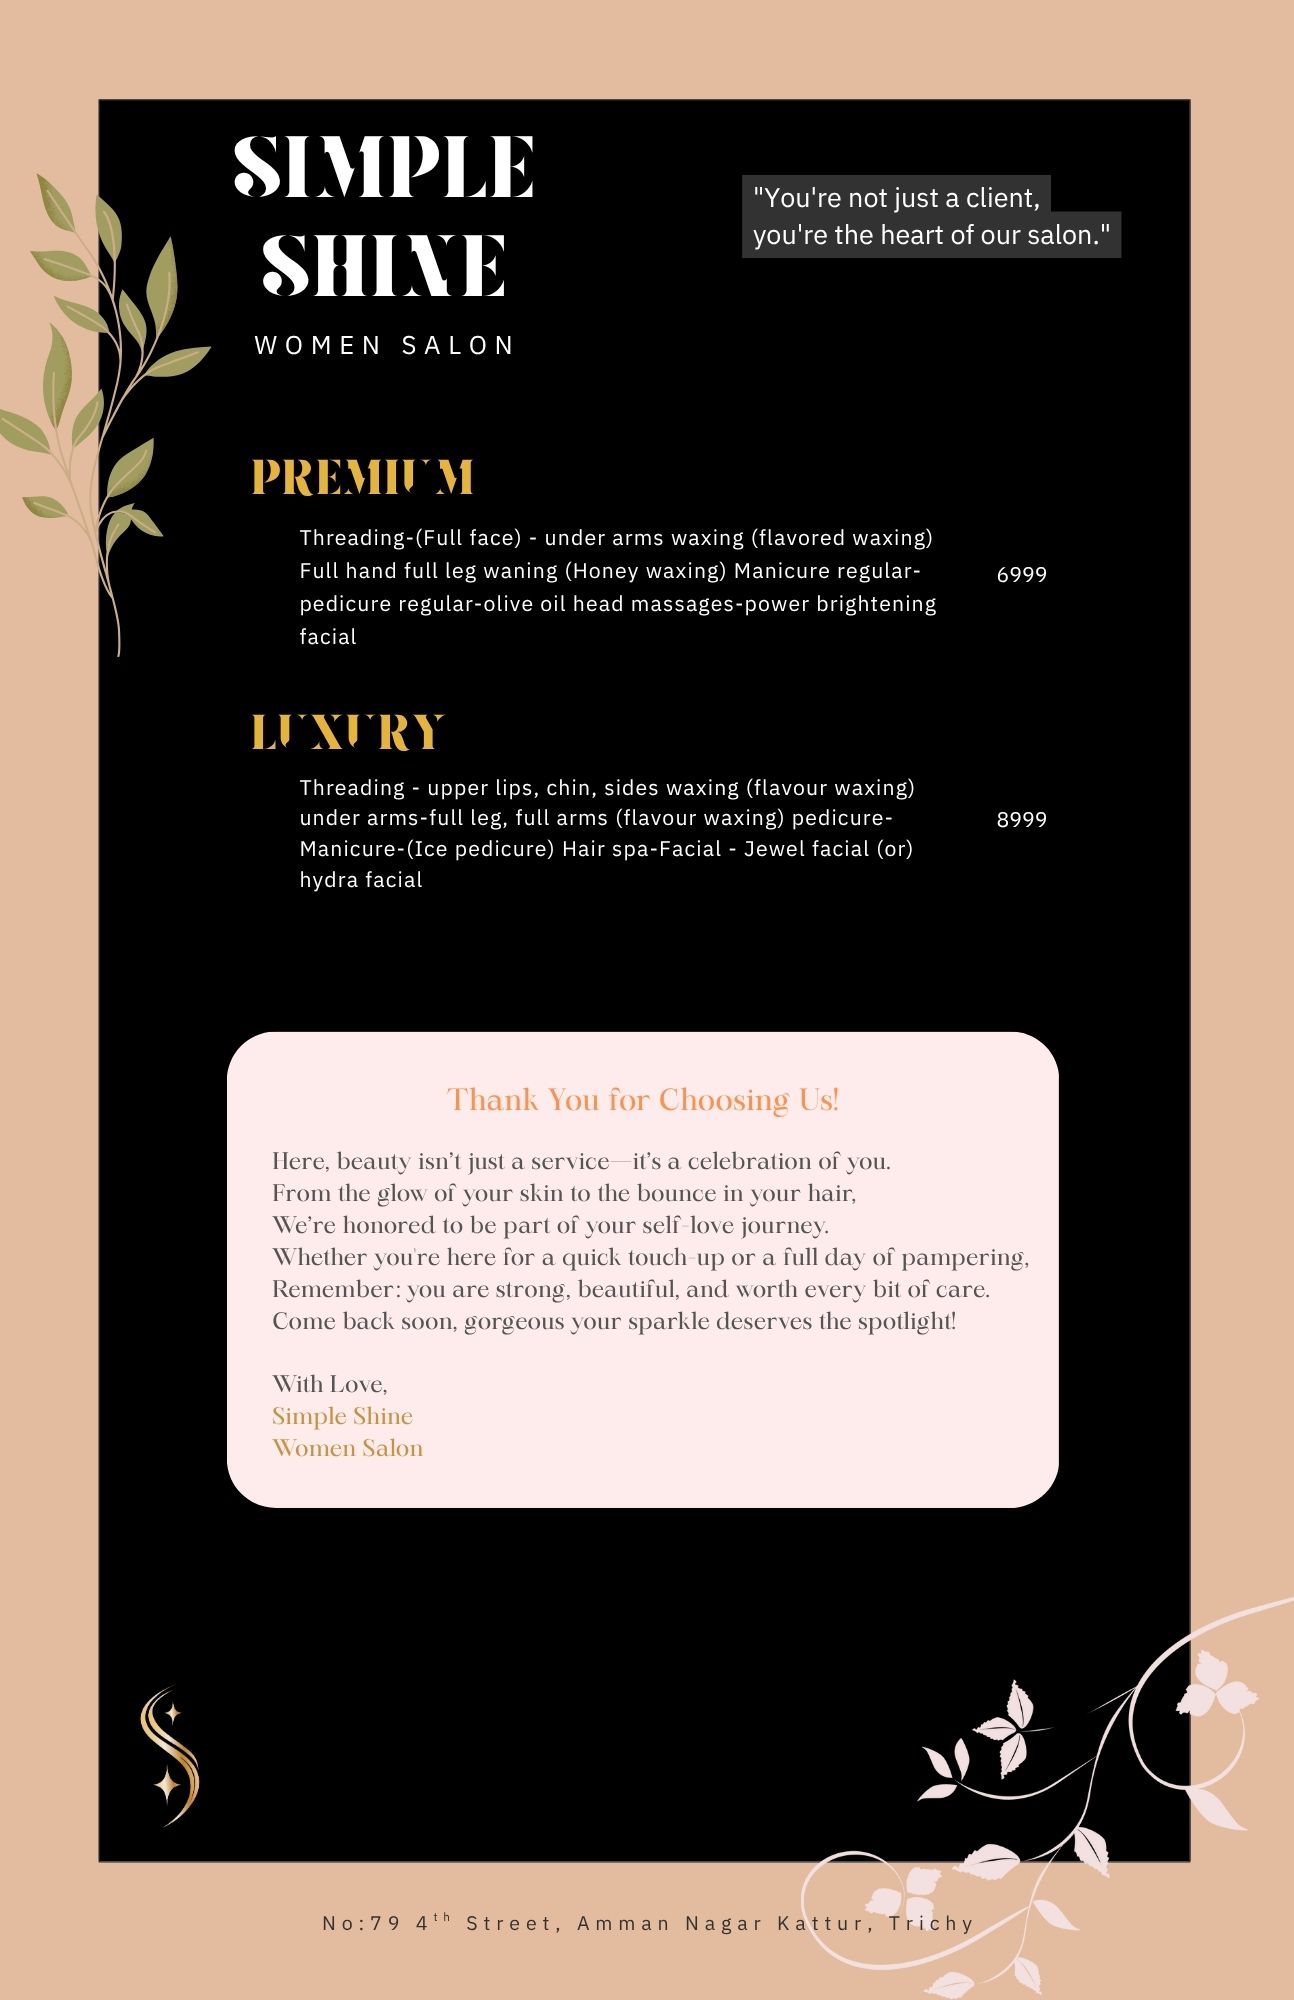 SIMPLE
SHINE
WOMEN SALON
"You're not just a client,
you're the heart of our salon."
PREMIUM
Threading-(Full face) - under arms waxing (flavored waxing)
Full hand full leg waning (Honey waxing) Manicure regular-
pedicure regular-olive oil head massages-power brightening
facial
6999
LUXURY
Threading - upper lips, chin, sides waxing (flavour waxing)
under arms-full leg, full arms (flavour waxing) pedicure-
Manicure-(Ice pedicure) Hair spa-Facial - Jewel facial (or)
hydra facial
8999
Thank You for Choosing Us!
Here, beauty isn’t just a service—it’s a celebration of you.
From the glow of your skin to the bounce in your hair,
We’re honored to be part of your self-love journey.
Whether you're here for a quick touch-up or a full day of pampering,
Remember: you are strong, beautiful, and worth every bit of care.
Come back soon, gorgeous your sparkle deserves the spotlight!
With Love,
Simple Shine
Women Salon
No:79 4th Street, Amman Nagar Kattur, Trichy